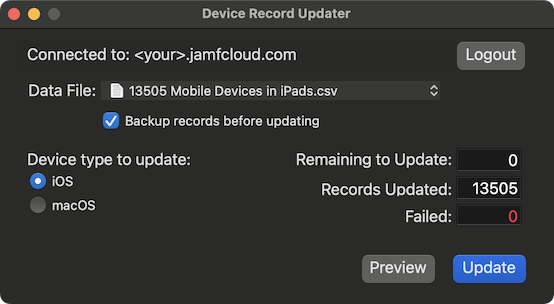 Device Record Updater
Connected to: <your>.jamfcloud.com
Logout
Data File: 13505 Mobile Devices in iPads.csv
Backup records before updating
Device type to update:
iOS
macOS
Remaining to Update: 0
Records Updated: 13505
Failed: 0
Preview
Update